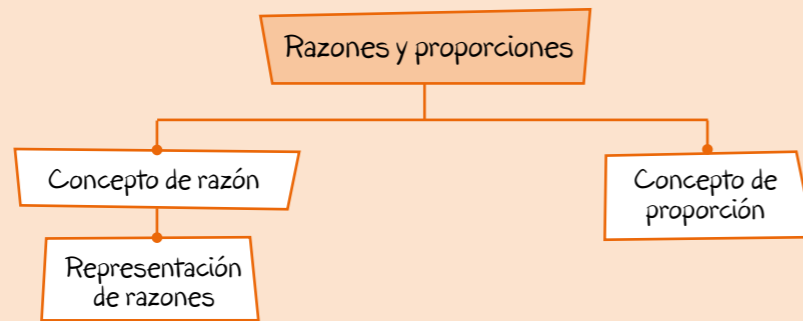 Razones y proporciones
Concepto de razón
Concepto de
proporción
Representación
de razones